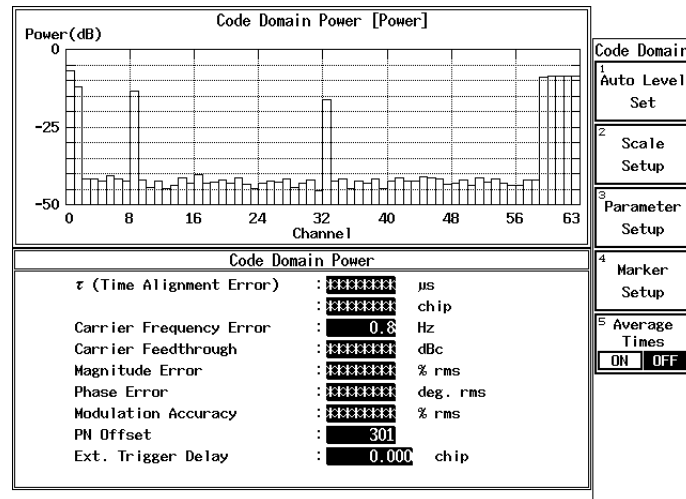 Code Domain Power [Power]
Power(dB)
0
-25
-50
0 8 16 24 32 40 48 56 63
Channel
Code Domain Power
τ (Time Alignment Error) : ******** μs
: ******** chip
Carrier Frequency Error : 0.8 Hz
Carrier Feedthrough : ******** dBc
Magnitude Error : ******** % rms
Phase Error : ******** deg. rms
Modulation Accuracy : ******** % rms
PN Offset : 301
Ext. Trigger Delay : 0.000 chip
Code Domain
1
Auto Level
Set
2
Scale
Setup
3
Parameter
Setup
4
Marker
Setup
5 Average
Times
ON OFF